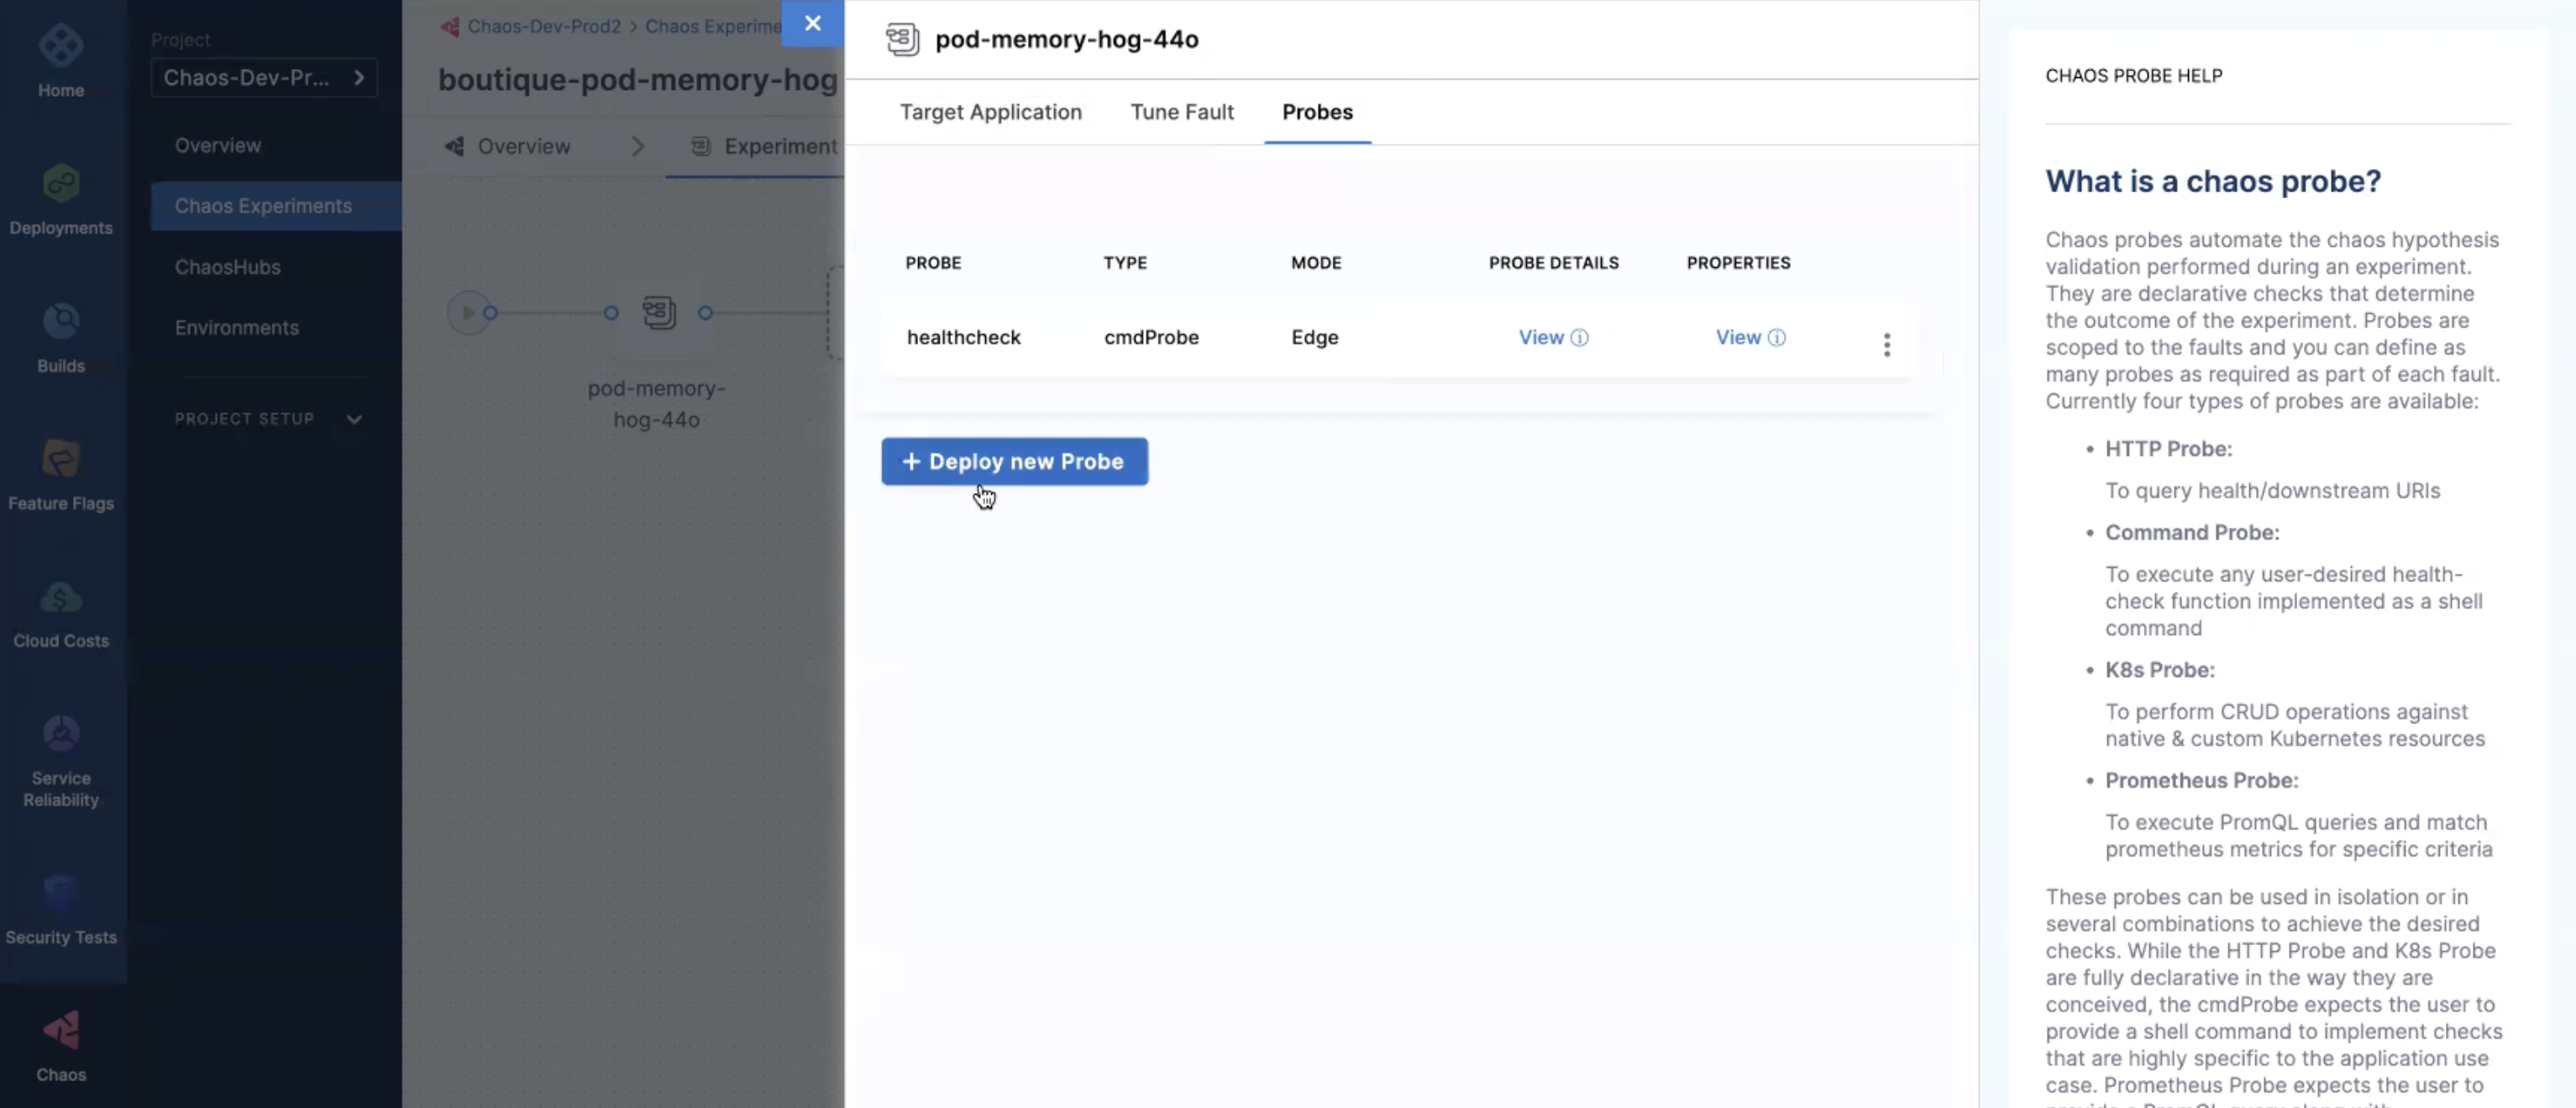 Home
Deployments
Builds
Feature Flags
Cloud Costs
Service
Reliability
Security Tests
Chaos
Project
Chaos-Dev-Pr...
Overview
Chaos Experiments
ChaosHubs
Environments
PROJECT SETUP
Chaos-Dev-Prod2 > Chaos Experime
boutique-pod-memory-hog
Overview
Experiment
pod-memory-
hog-44o
pod-memory-hog-44o
Target Application
Tune Fault
Probes
PROBE TYPE MODE PROBE DETAILS PROPERTIES
healthcheck cmdProbe Edge View View
+ Deploy new Probe
CHAOS PROBE HELP
What is a chaos probe?
Chaos probes automate the chaos hypothesis
validation performed during an experiment.
They are declarative checks that determine
the outcome of the experiment. Probes are
scoped to the faults and you can define as
many probes as required as part of each fault.
Currently four types of probes are available:
• HTTP Probe:
To query health/downstream URIs
• Command Probe:
To execute any user-desired health-
check function implemented as a shell
command
• K8s Probe:
To perform CRUD operations against
native & custom Kubernetes resources
• Prometheus Probe:
To execute PromQL queries and match
prometheus metrics for specific criteria
These probes can be used in isolation or in
several combinations to achieve the desired
checks. While the HTTP Probe and K8s Probe
are fully declarative in the way they are
conceived, the cmdProbe expects the user to
provide a shell command to implement checks
that are highly specific to the application use
case. Prometheus Probe expects the user to
provide a PromQL query along with